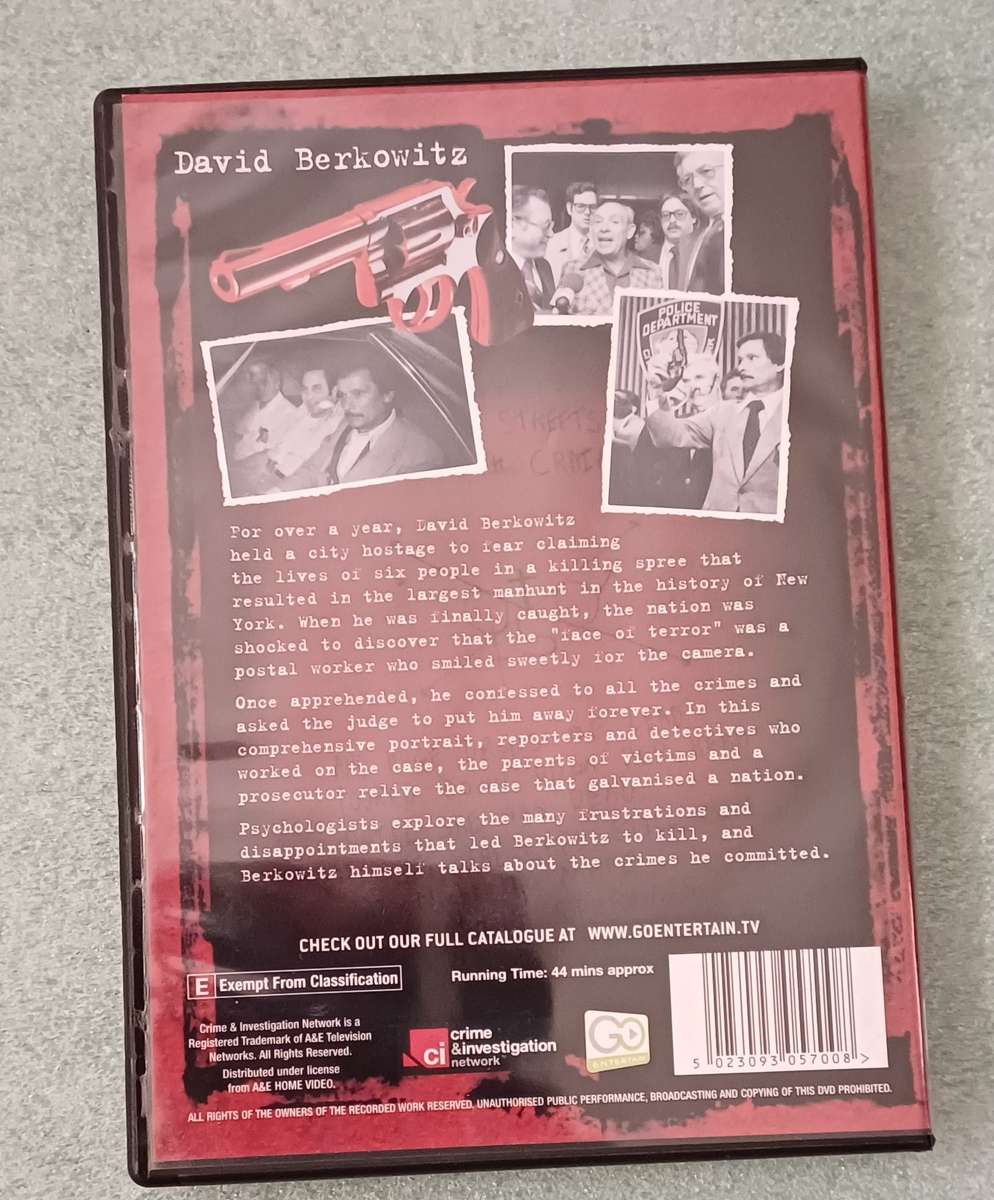 David Berkowitz
POLICE
DEPARTMENT
STREETS
For over a year, David Berkowitz
held a city hostage to fear claiming
the lives of six people in a killing spree that
resulted in the largest manhunt in the history of New
York. When he was finally caught, the nation was
shocked to discover that the "face of terror" was a
postal worker who smiled sweetly for the camera.
Once apprehended, he confessed to all the crimes and
asked the judge to put him away forever. In this
comprehensive portrait, reporters and detectives who
worked on the case, the parents of victims and a
prosecutor relive the case that galvanised a nation.
Psychologists explore the many frustrations and
disappointments that led Berkowitz to kill, and
Berkowitz himself talks about the crimes he committed.
CHECK OUT OUR FULL CATALOGUE AT WWW.GOENTERTAIN.TV
E Exempt From Classification
Running Time: 44 mins approx
Crime & Investigation Network is a
Registered Trademark of A&E Television
Networks. All Rights Reserved.
Distributed under license
from A&E HOME VIDEO.
ci
crime
&investigation
network™
GO
ENTERTAIN
5 023093 057008 >
ALL RIGHTS OF THE OWNERS OF THE RECORDED WORK RESERVED. UNAUTHORISED PUBLIC PERFORMANCE, BROADCASTING AND COPYING OF THIS DVD PROHIBITED.